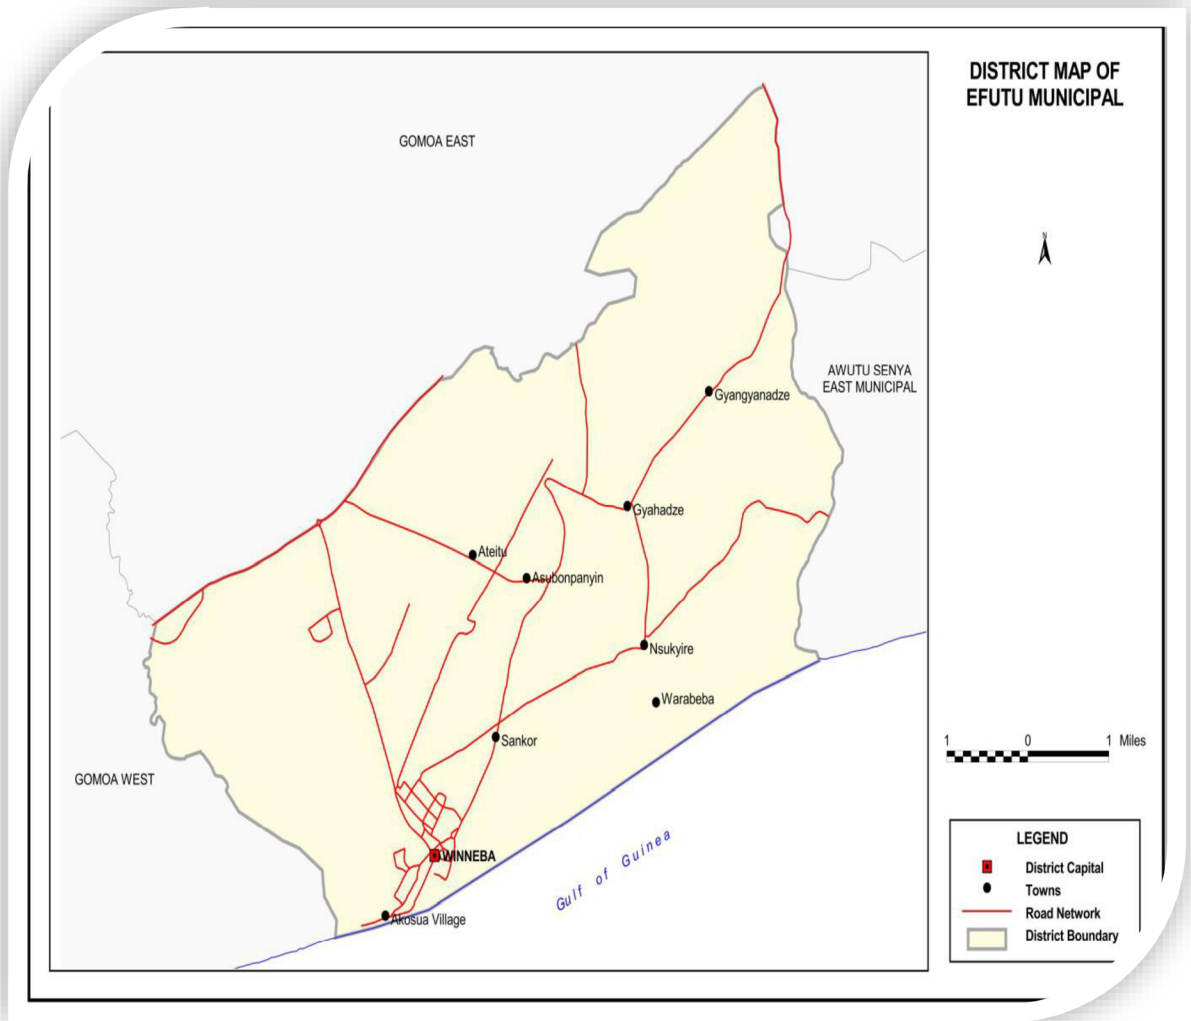 DISTRICT MAP OF
EFUTU MUNICIPAL
N
GOMOA EAST
AWUTU SENYA
EAST MUNICIPAL
Gyangyanadze
Gyahadze
Ateitu
Asubonpanyin
Nsukyire
Warabeba
Sankor
GOMOA WEST
WINNEBA
Akosua Village
Gulf of Guinea
1 0 1 Miles
LEGEND
District Capital
Towns
Road Network
District Boundary